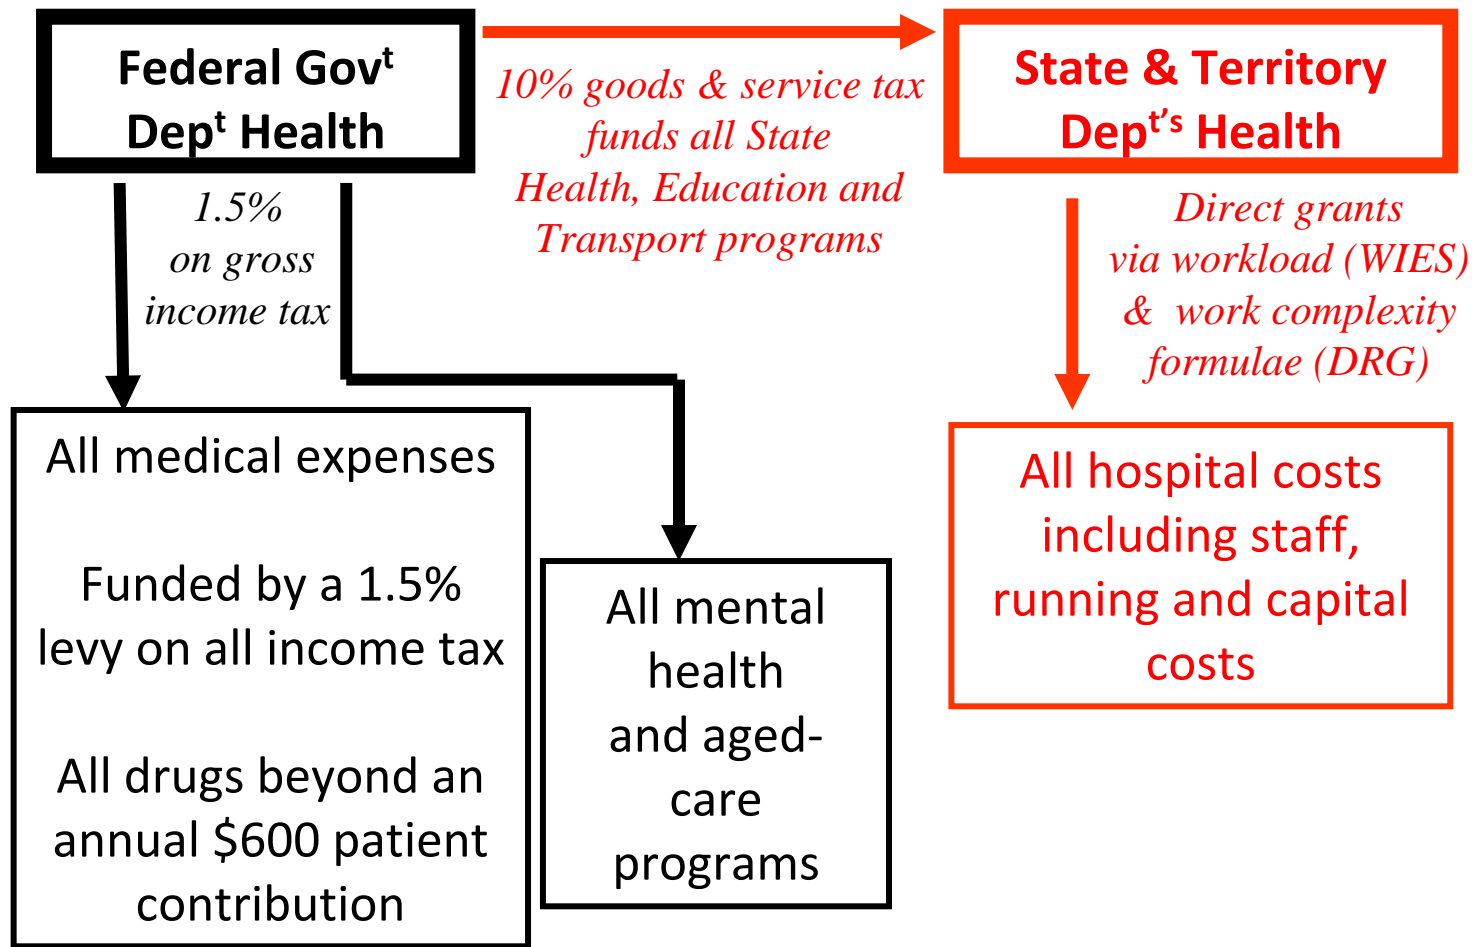 Federal Govᵗ
Depᵗ Health
10% goods & service tax
funds all State
Health, Education and
Transport programs
State & Territory
Depᵗ'ˢ Health
1.5%
on gross
income tax
Direct grants
via workload (WIES)
& work complexity
formulae (DRG)
All medical expenses
Funded by a 1.5%
levy on all income tax
All drugs beyond an
annual $600 patient
contribution
All mental
health
and aged-
care
programs
All hospital costs
including staff,
running and capital
costs